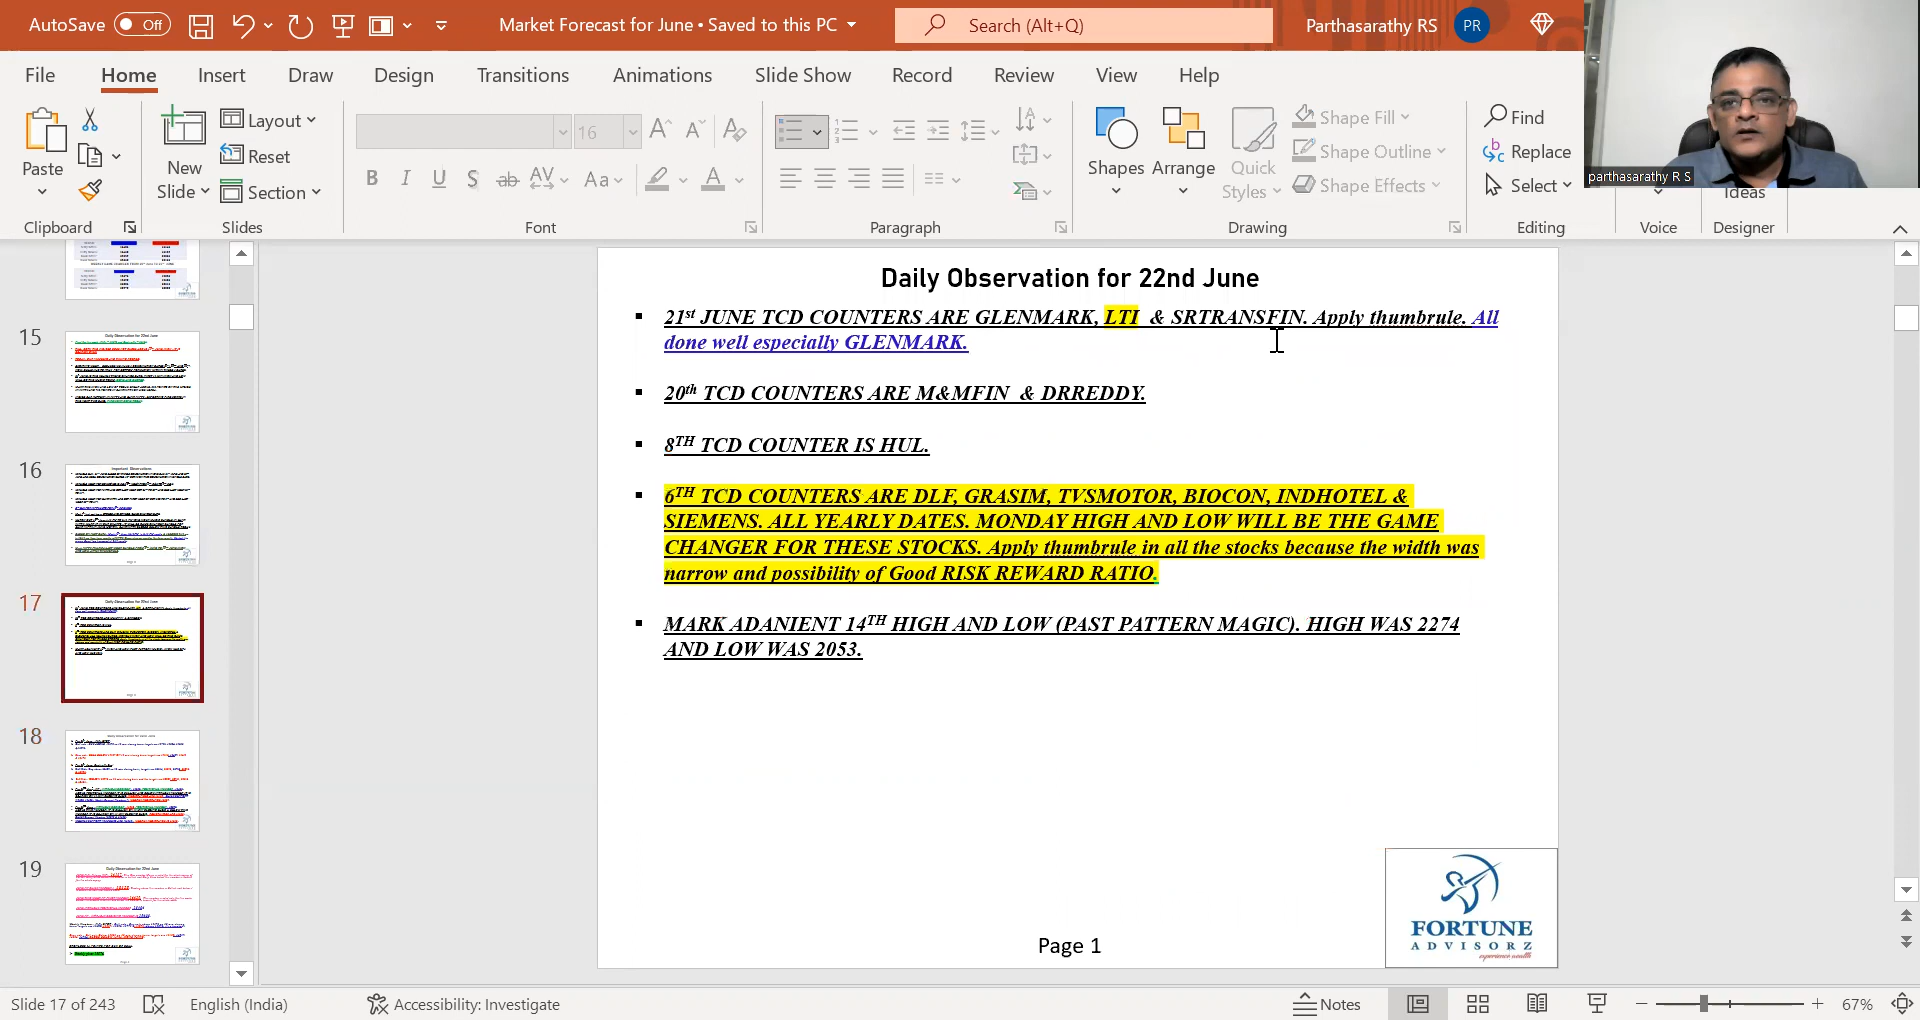 AutoSave Off
Market Forecast for June • Saved to this PC
Search (Alt+Q)
Parthasarathy RS PR
File Home Insert Draw Design Transitions Animations Slide Show Record Review View Help
Paste
Clipboard
New
Slide
Layout
Reset
Section
Slides
16
Font
Paragraph
Shapes
Arrange
Quick
Styles
Shape Fill
Shape Outline
Shape Effects
Drawing
Find
Replace
Select
Editing
Voice
Ideas
Designer
parthasarathy R S
15
16
17
18
19
Daily Observation for 22nd June
21st JUNE TCD COUNTERS ARE GLENMARK, LTI & SRTRANSFIN. Apply thumbrule. All
done well especially GLENMARK.
20th TCD COUNTERS ARE M&MFIN & DRREDDY.
8TH TCD COUNTER IS HUL.
6TH TCD COUNTERS ARE DLF, GRASIM, TVSMOTOR, BIOCON, INDHOTEL &
SIEMENS. ALL YEARLY DATES. MONDAY HIGH AND LOW WILL BE THE GAME
CHANGER FOR THESE STOCKS. Apply thumbrule in all the stocks because the width was
narrow and possibility of Good RISK REWARD RATIO.
MARK ADANIENT 14TH HIGH AND LOW (PAST PATTERN MAGIC). HIGH WAS 2274
AND LOW WAS 2053.
Page 1
FORTUNE
ADVISORZ
experience wealth
Slide 17 of 243
English (India)
Accessibility: Investigate
Notes
67%